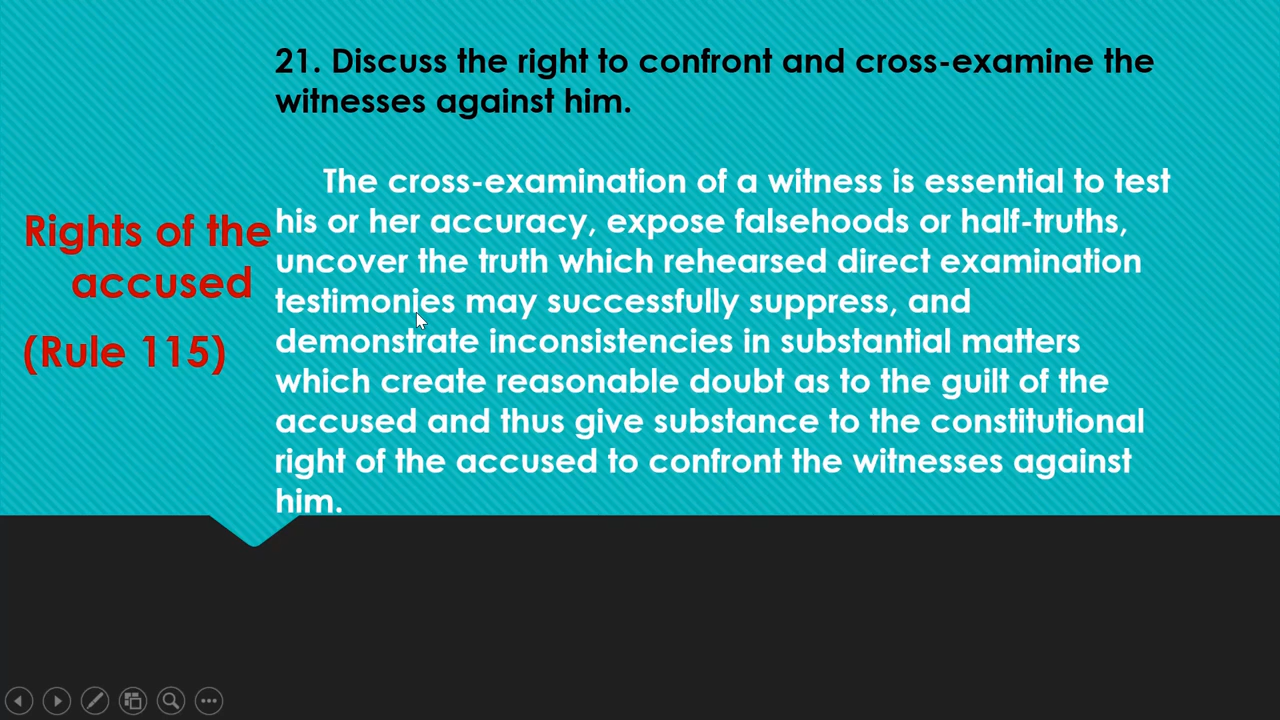 21. Discuss the right to confront and cross-examine the
witnesses against him.
Rights of the
accused
(Rule 115)
The cross-examination of a witness is essential to test
his or her accuracy, expose falsehoods or half-truths,
uncover the truth which rehearsed direct examination
testimonies may successfully suppress, and
demonstrate inconsistencies in substantial matters
which create reasonable doubt as to the guilt of the
accused and thus give substance to the constitutional
right of the accused to confront the witnesses against
him.